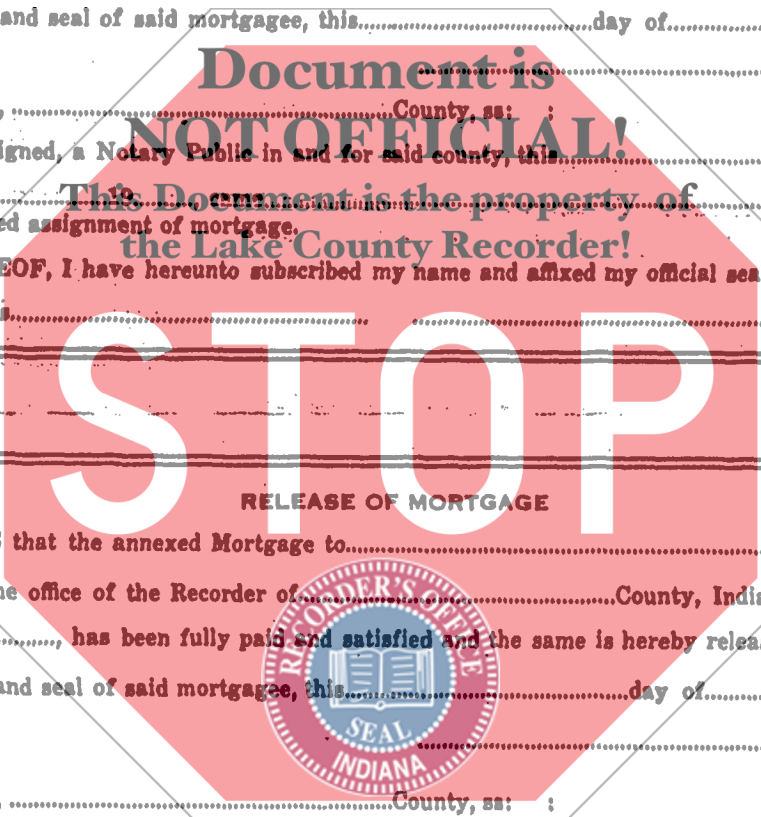 and seal of said mortgagee, this..........day of..........
Document is
, ..........County, ss:
NOT OFFICIAL!
igned, a Notary Public in and for said county, this..........
This Document is the property of
..........19..........
ed assignment of mortgage.
the Lake County Recorder!
EOF, I have hereunto subscribed my name and affixed my official sea
STOP
RELEASE OF MORTGAGE
that the annexed Mortgage to..........
he office of the Recorder of..........County, India
.........., has been fully paid and satisfied and the same is hereby relea
and seal of said mortgagee, this..........day of..........
RECORDER'S OFFICE
SEAL
INDIANA
, ..........County, ss: